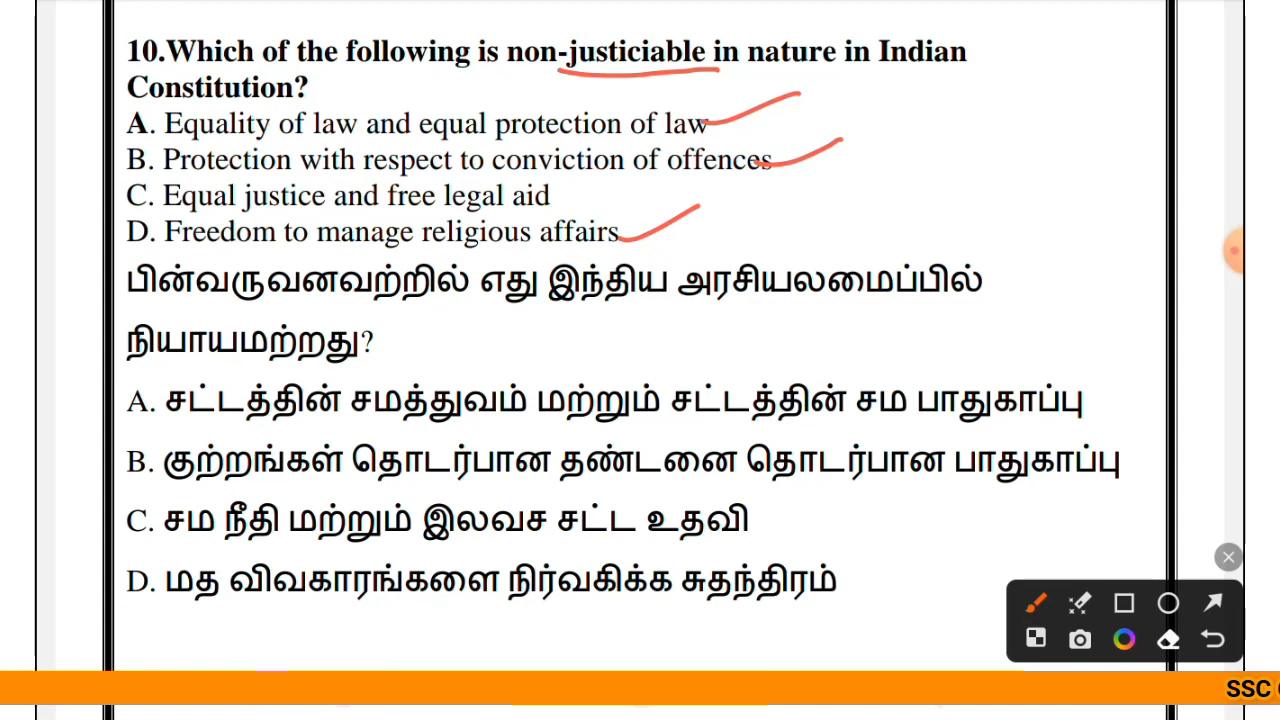 10.Which of the following is non-justiciable in nature in Indian
Constitution?
A. Equality of law and equal protection of law
B. Protection with respect to conviction of offences
C. Equal justice and free legal aid
D. Freedom to manage religious affairs
பின்வருவனவற்றில் எது இந்திய அரசியலமைப்பில்
நியாயமற்றது?
A. சட்டத்தின் சமத்துவம் மற்றும் சட்டத்தின் சம பாதுகாப்பு
B. குற்றங்கள் தொடர்பான தண்டனை தொடர்பான பாதுகாப்பு
C. சம நீதி மற்றும் இலவச சட்ட உதவி
D. மத விவகாரங்களை நிர்வகிக்க சுதந்திரம்
SSC